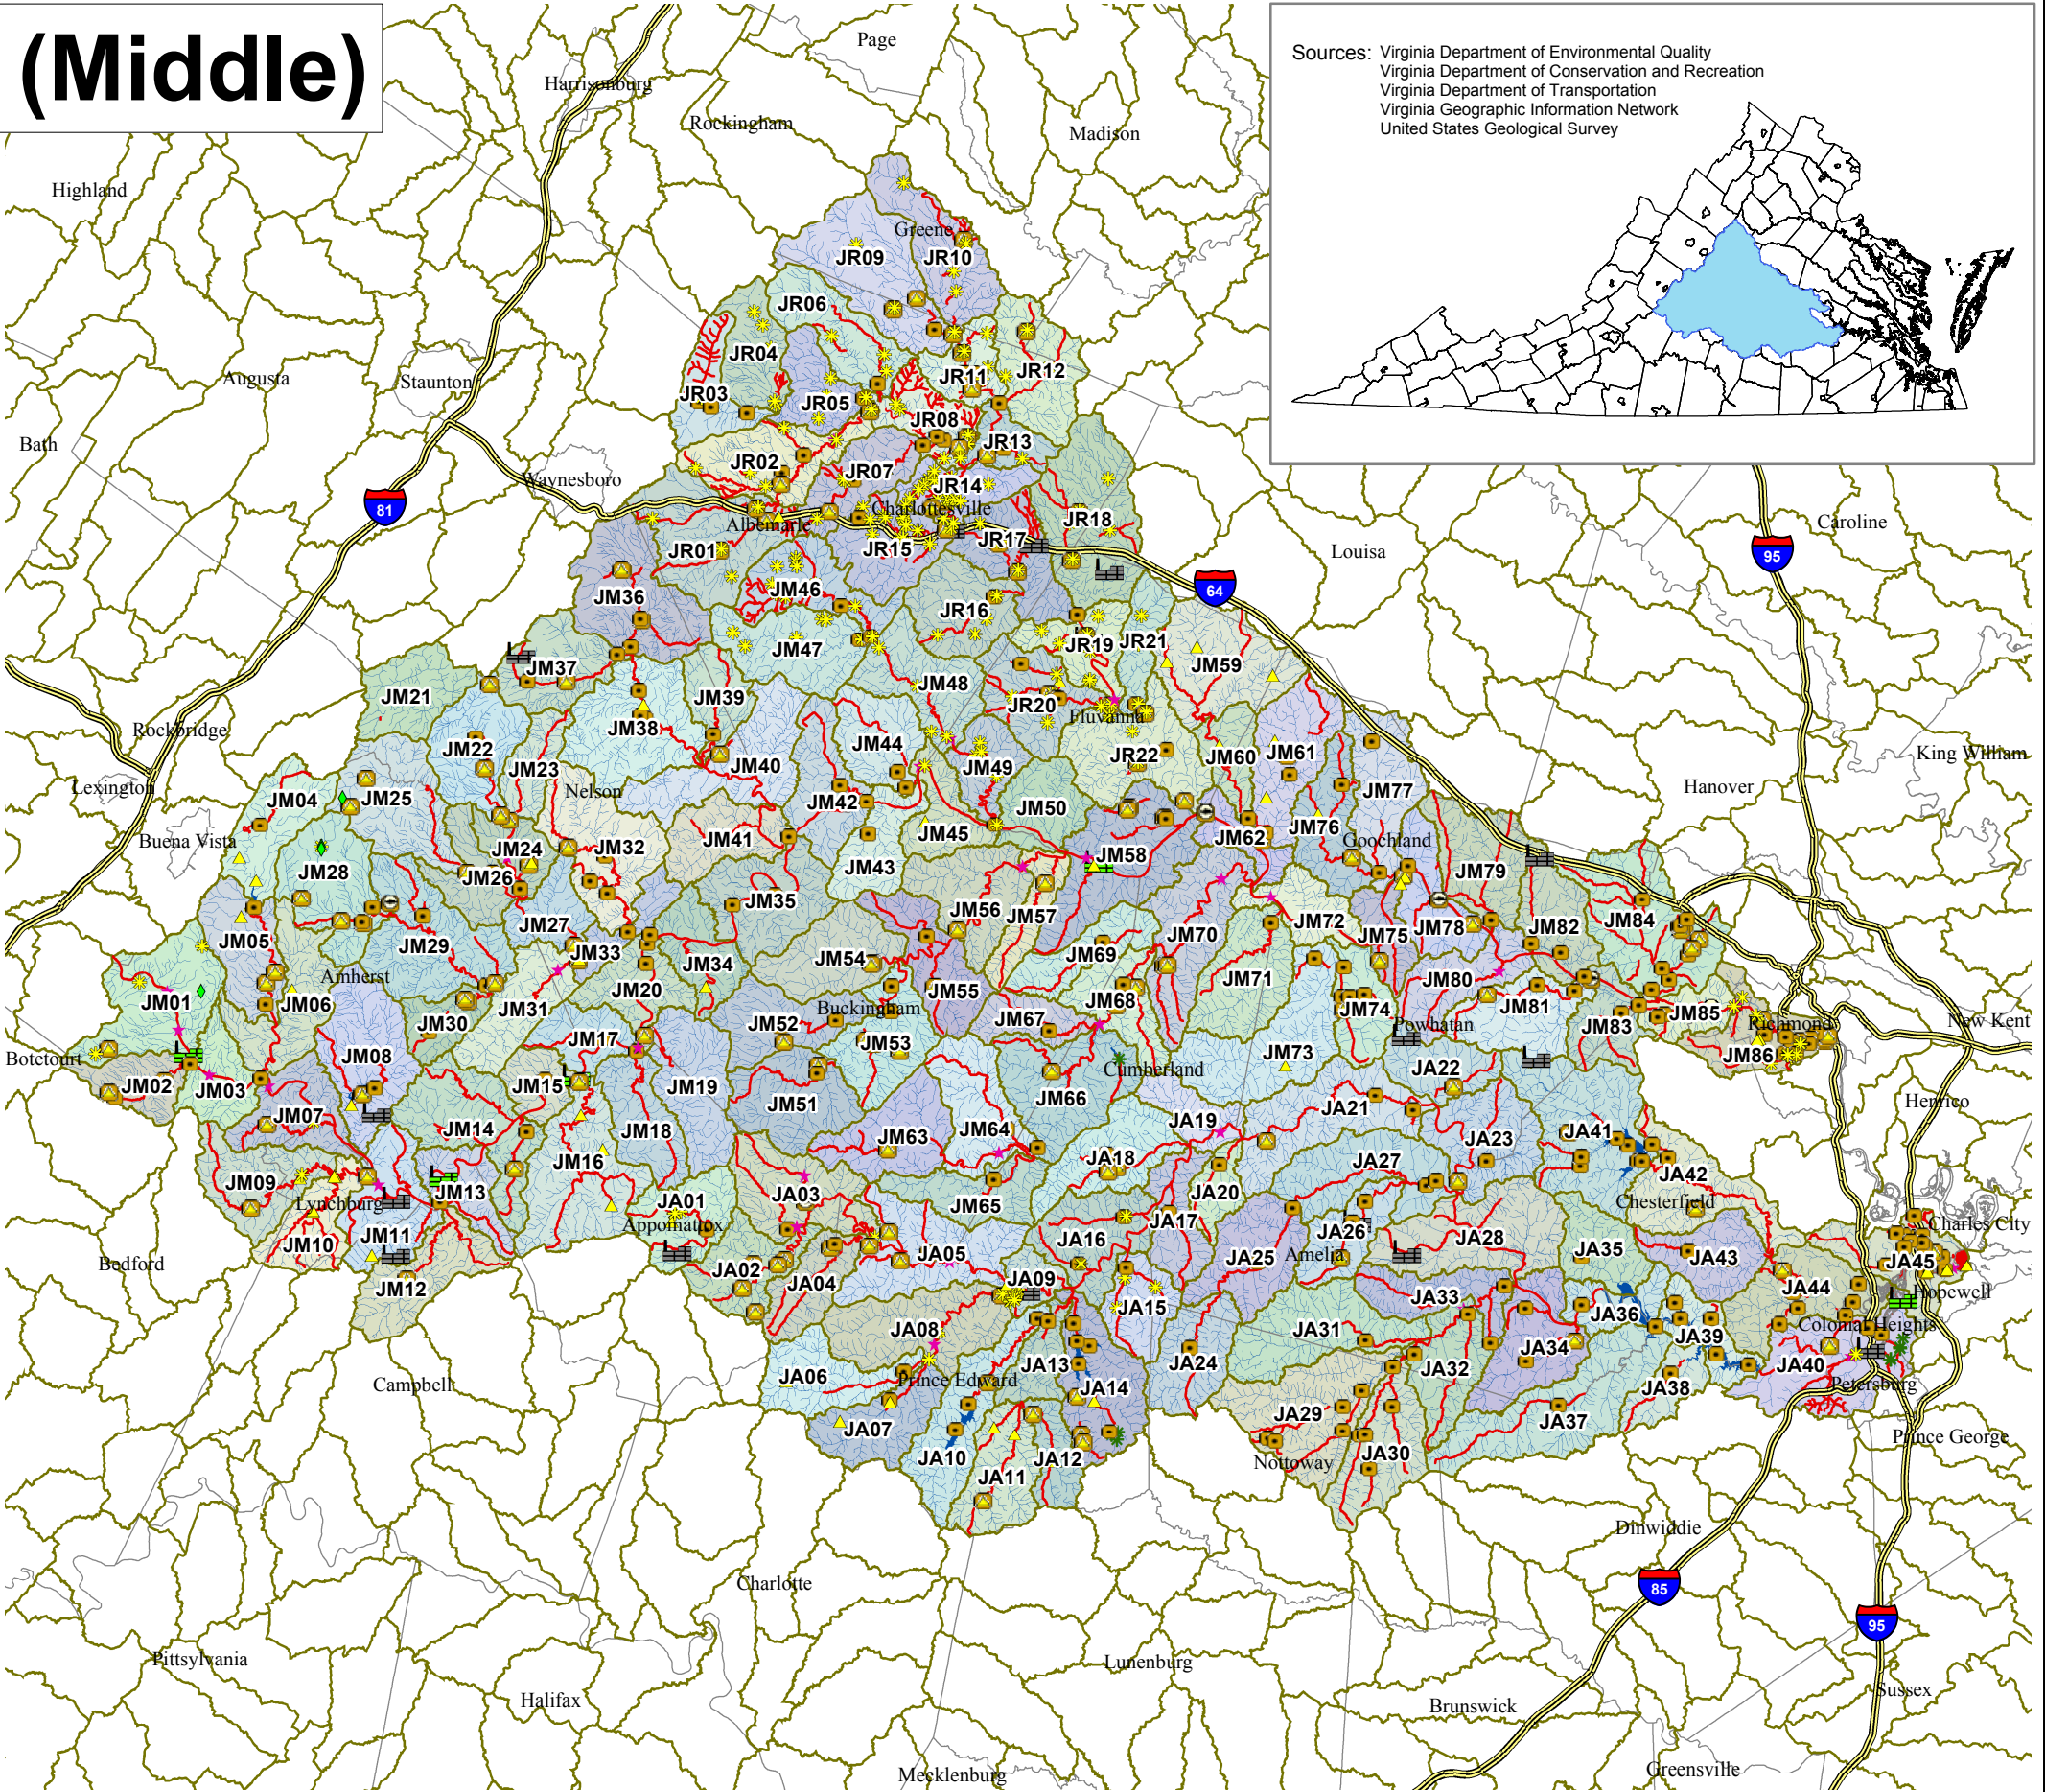 (Middle)
Sources: Virginia Department of Environmental Quality
Virginia Department of Conservation and Recreation
Virginia Department of Transportation
Virginia Geographic Information Network
United States Geological Survey
Page
Harrisonburg
Rockingham
Madison
Highland
Greene
JR09
JR10
JR06
JR04
JR11
JR12
Augusta
Staunton
JR03
JR05
JR08
Bath
JR13
JR02
JR07
Waynesboro
JR14
81
Charlottesville
Albemarle
JR18
Caroline
JR01
JR15
JR17
Louisa
95
JM36
JM46
64
JR16
JM47
JR19
JR21
JM37
JM59
JM21
JM39
JM48
JR20
Fluvanna
Rockbridge
JM38
JM22
JM44
JM23
JM40
JM49
JR22
JM60
JM61
King William
Lexington
JM04
JM25
Nelson
JM42
JM50
JM77
Hanover
Buena Vista
JM24
JM32
JM41
JM45
JM62
JM76
Goochland
JM28
JM26
JM43
JM58
JM79
JM35
JM56
JM57
JM72
JM05
JM29
JM27
JM33
JM70
JM75
JM78
JM82
JM84
Amherst
JM34
JM54
JM69
JM01
JM06
JM31
JM20
JM55
JM71
JM80
JM81
Buckingham
JM68
JM74
JM30
JM52
JM67
Powhatan
JM83
JM85
Richmond
New Kent
Botetourt
JM17
JM53
JM73
JM86
JM08
Cumberland
JM02
JM03
JM15
JM19
JM51
JM66
JA22
Henrico
JM07
JM14
JM18
JM63
JM64
JA19
JA21
JA23
JA41
JM16
JA18
JA27
JM09
JM13
JA03
JA20
JA42
Lynchburg
JA01
JM65
Chesterfield
Appomattox
JA17
JA26
Charles City
JM11
JM10
JA16
JA28
JA35
JA43
JA45
Bedford
JA05
JA25
Amelia
JA02
JA04
JA09
JM12
JA44
Hopewell
JA15
JA33
JA36
Colonial Heights
JA08
JA31
JA39
JA13
JA24
JA34
JA32
JA40
JA06
Prince Edward
JA14
JA38
Petersburg
Campbell
JA07
JA29
JA37
JA10
JA12
JA30
Prince George
JA11
Nottoway
Dinwiddie
Charlotte
85
95
Pittsylvania
Lunenburg
Halifax
Brunswick
Sussex
Mecklenburg
Greensville